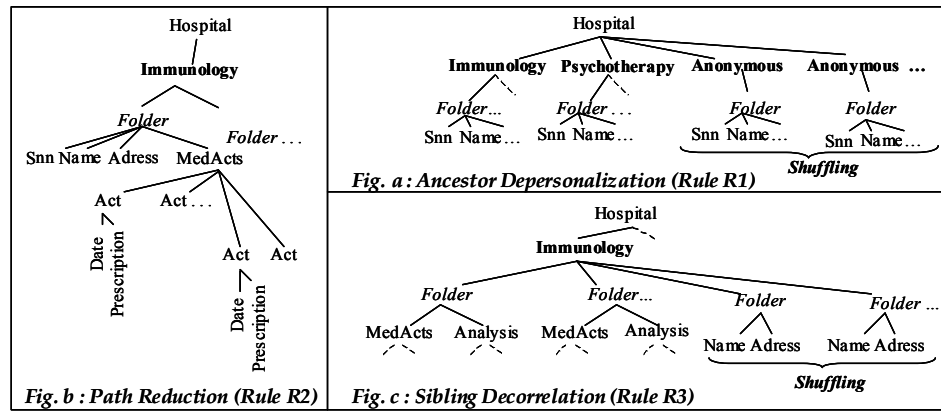 Hospital
Immunology
Folder
Folder . . .
Snn Name Adress MedActs
Act Act . . .
Date
Prescription
Act Act
Date
Prescription
Fig. b : Path Reduction (Rule R2)
Hospital
Immunology Psychotherapy Anonymous Anonymous ...
Folder... Folder . . . Folder Folder
Snn Name... Snn Name... Snn Name... Snn Name...
Shuffling
Fig. a : Ancestor Depersonalization (Rule R1)
Hospital
Immunology
Folder Folder... Folder Folder ...
MedActs Analysis MedActs Analysis Name Adress Name Adress
Shuffling
Fig. c : Sibling Decorrelation (Rule R3)